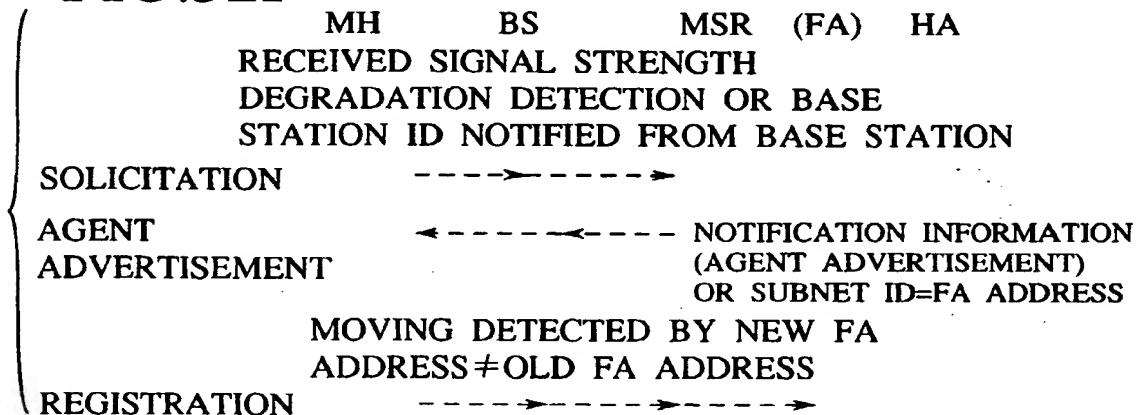 MH BS MSR (FA) HA
RECEIVED SIGNAL STRENGTH
DEGRADATION DETECTION OR BASE
STATION ID NOTIFIED FROM BASE STATION
SOLICITATION
AGENT
ADVERTISEMENT
NOTIFICATION INFORMATION
(AGENT ADVERTISEMENT)
OR SUBNET ID=FA ADDRESS
MOVING DETECTED BY NEW FA
ADDRESS≠OLD FA ADDRESS
REGISTRATION